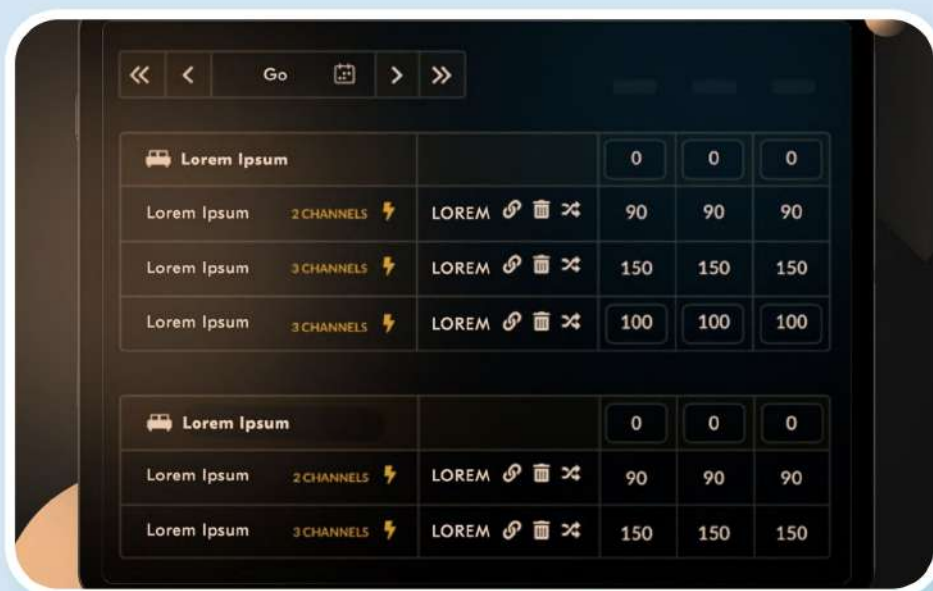 Go
Lorem Ipsum 0 0 0
Lorem Ipsum 2 CHANNELS LOREM 90 90 90
Lorem Ipsum 3 CHANNELS LOREM 150 150 150
Lorem Ipsum 3 CHANNELS LOREM 100 100 100
Lorem Ipsum 0 0 0
Lorem Ipsum 2 CHANNELS LOREM 90 90 90
Lorem Ipsum 3 CHANNELS LOREM 150 150 150